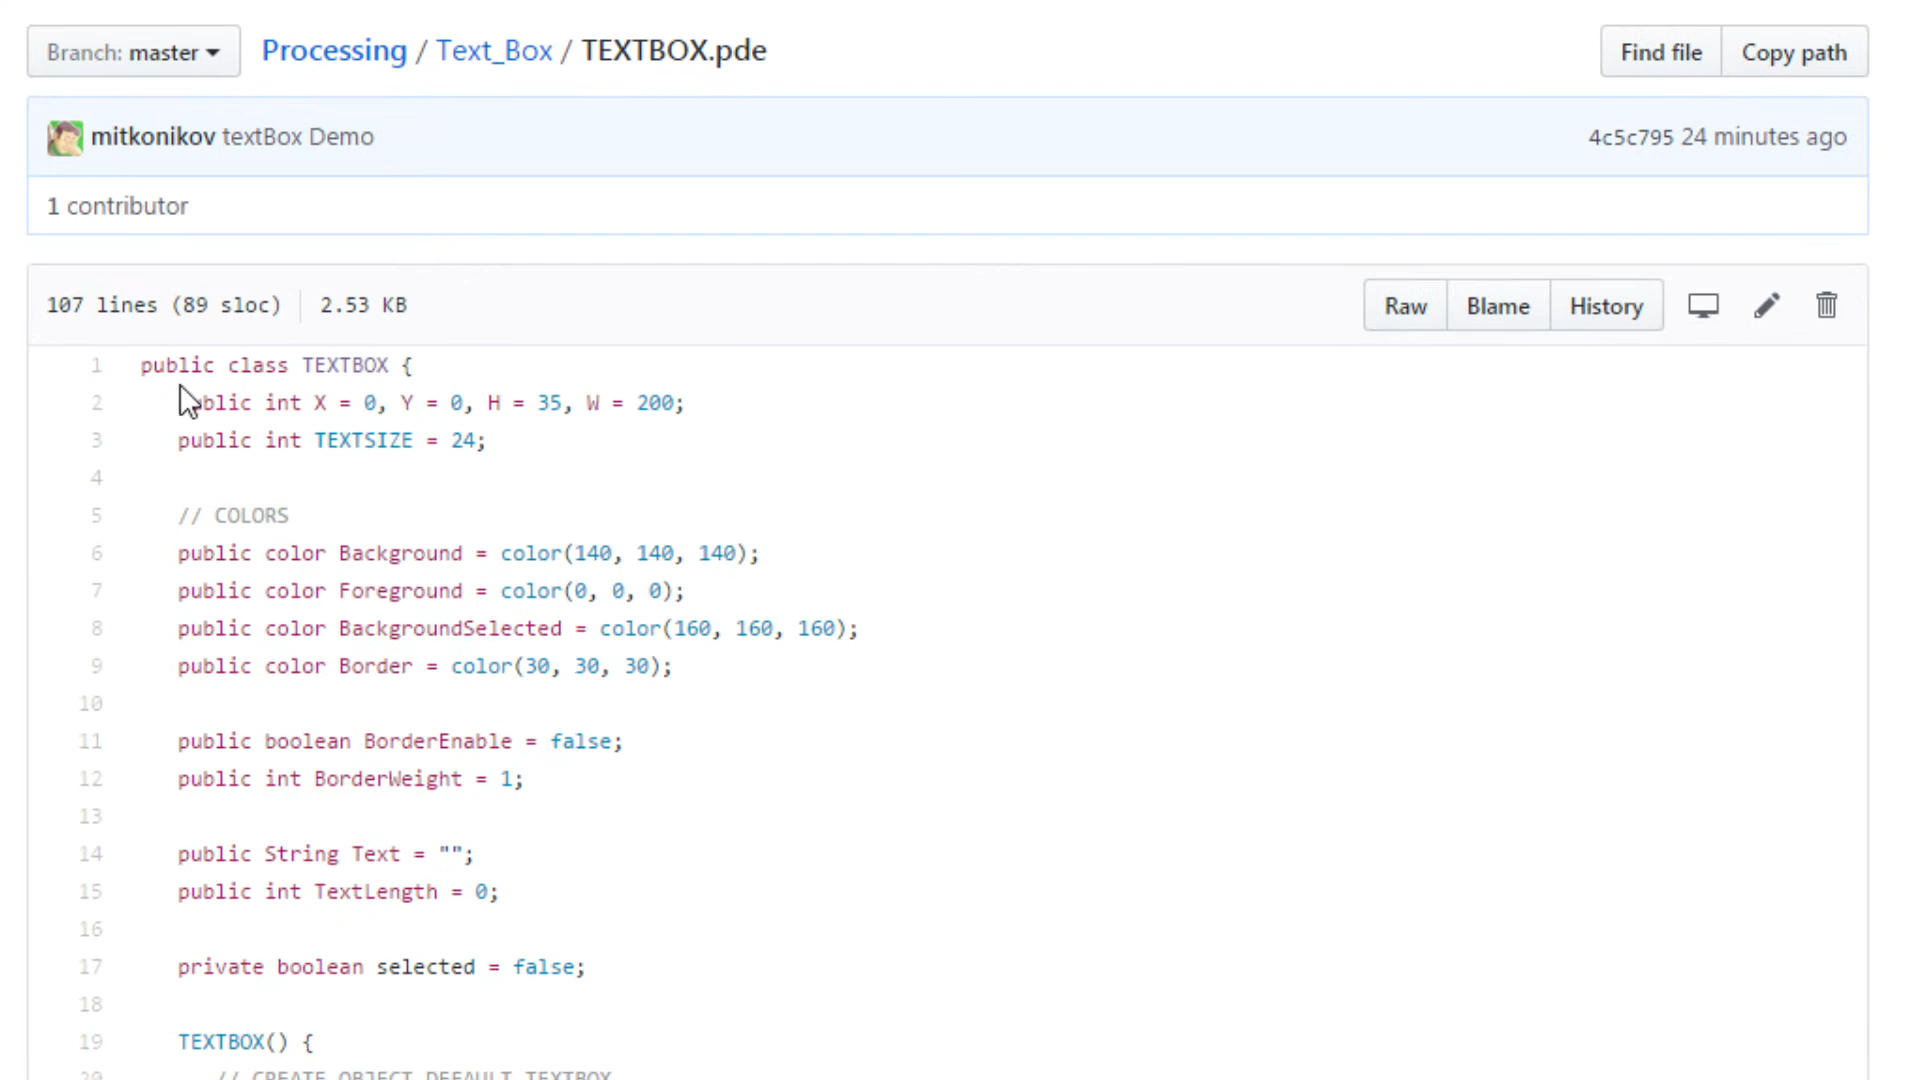 Branch: master Processing / Text_Box / TEXTBOX.pde Find file Copy path
mitkonikov textBox Demo 4c5c795 24 minutes ago
1 contributor
107 lines (89 sloc) 2.53 KB Raw Blame History
1 public class TEXTBOX {
2 public int X = 0, Y = 0, H = 35, W = 200;
3 public int TEXTSIZE = 24;
4
5 // COLORS
6 public color Background = color(140, 140, 140);
7 public color Foreground = color(0, 0, 0);
8 public color BackgroundSelected = color(160, 160, 160);
9 public color Border = color(30, 30, 30);
10
11 public boolean BorderEnable = false;
12 public int BorderWeight = 1;
13
14 public String Text = "";
15 public int TextLength = 0;
16
17 private boolean selected = false;
18
19 TEXTBOX() {
20 // CREATE OBJECT DEFAULT TEXTBOX